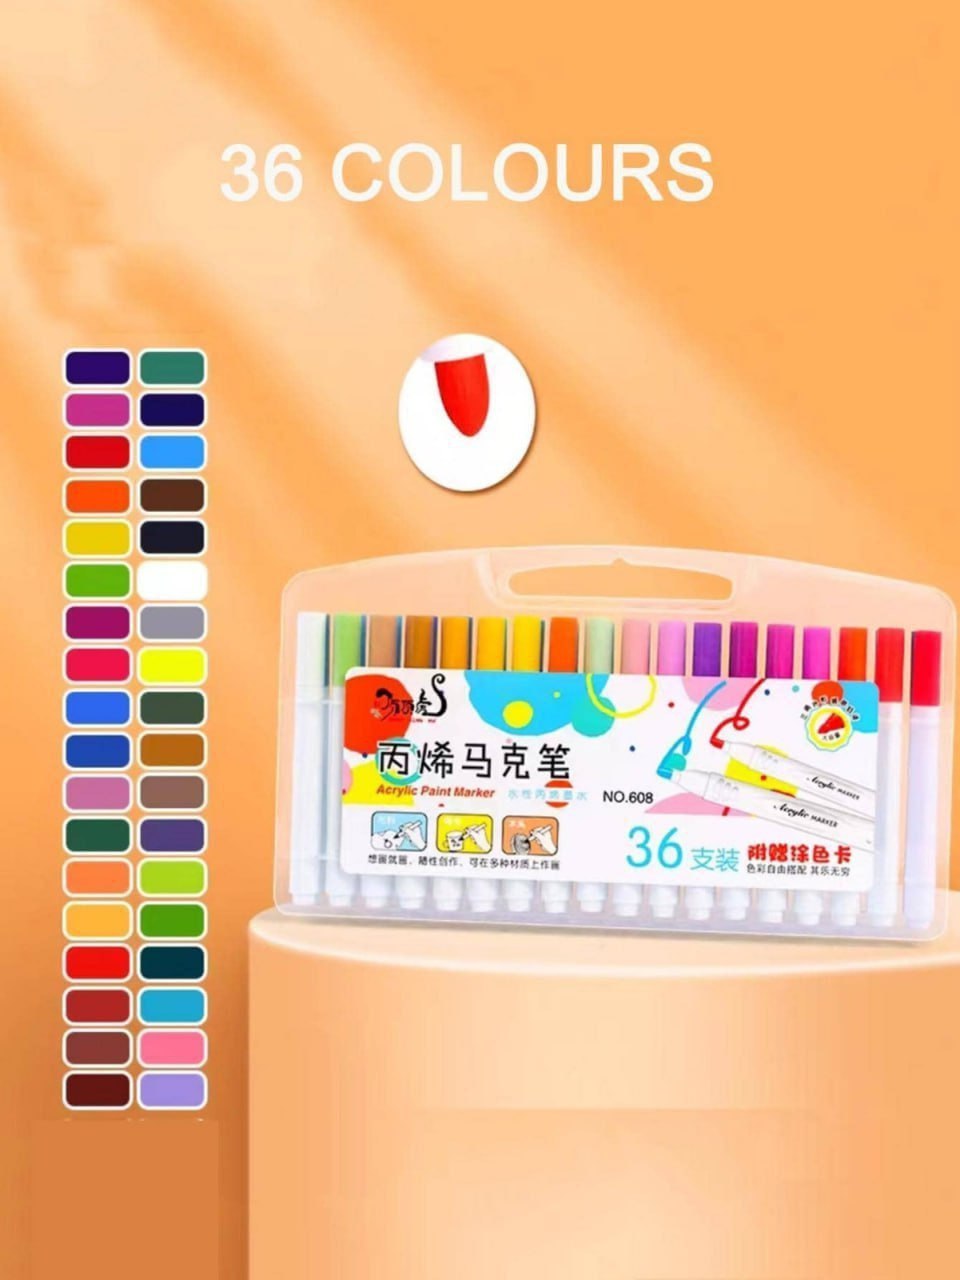 36 COLOURS
丙烯马克笔
Acrylic Paint Marker 水性丙烯墨水
NO.608
36支装 附赠涂色卡
想画就画，随性创作，可在多种材质上作画
色彩自由搭配 其乐无穷
Acrylic MARKER
Acrylic MARKER